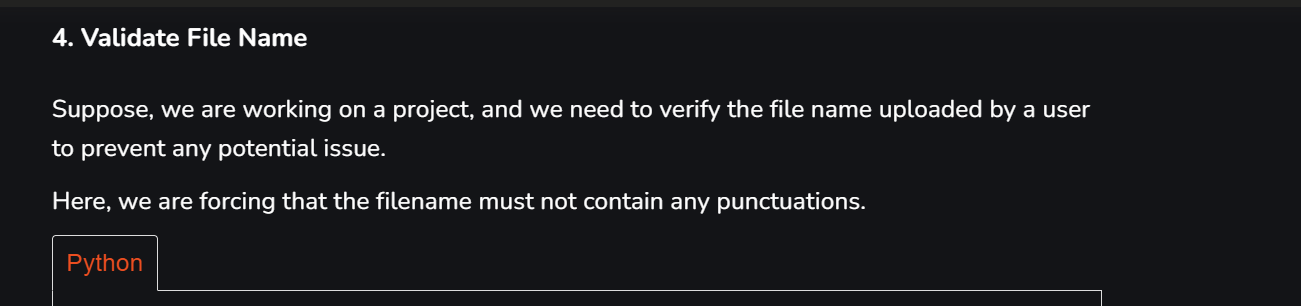 4. Validate File Name
Suppose, we are working on a project, and we need to verify the file name uploaded by a user
to prevent any potential issue.
Here, we are forcing that the filename must not contain any punctuations.
Python